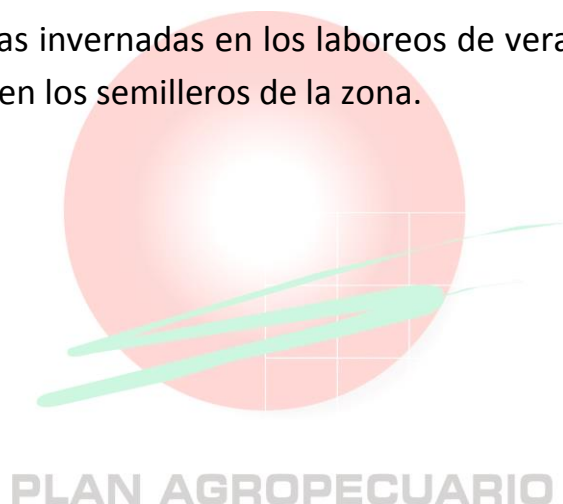 as invernadas en los laboreos de vera
en los semilleros de la zona.
PLAN AGROPECUARIO